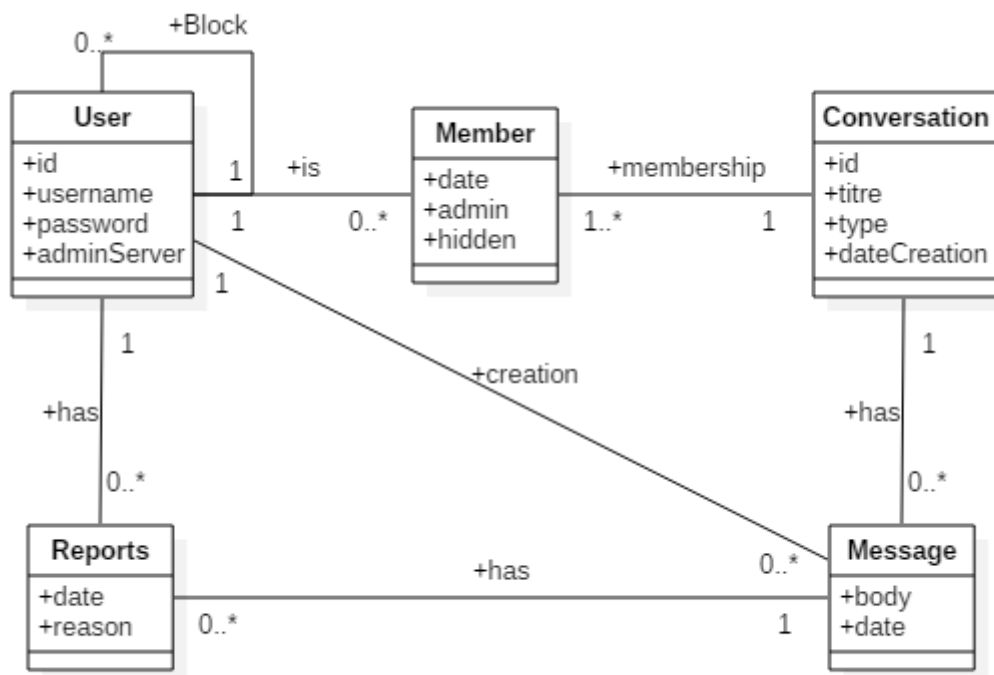 +Block
0..*
User
+id
+username
+password
+adminServer
1
+is
1
0..*
Member
+date
+admin
+hidden
+membership
1..*
1
Conversation
+id
+titre
+type
+dateCreation
1
1
1
+creation
+has
+has
0..*
0..*
Reports
+date
+reason
+has
0..*
1
0..*
Message
+body
+date